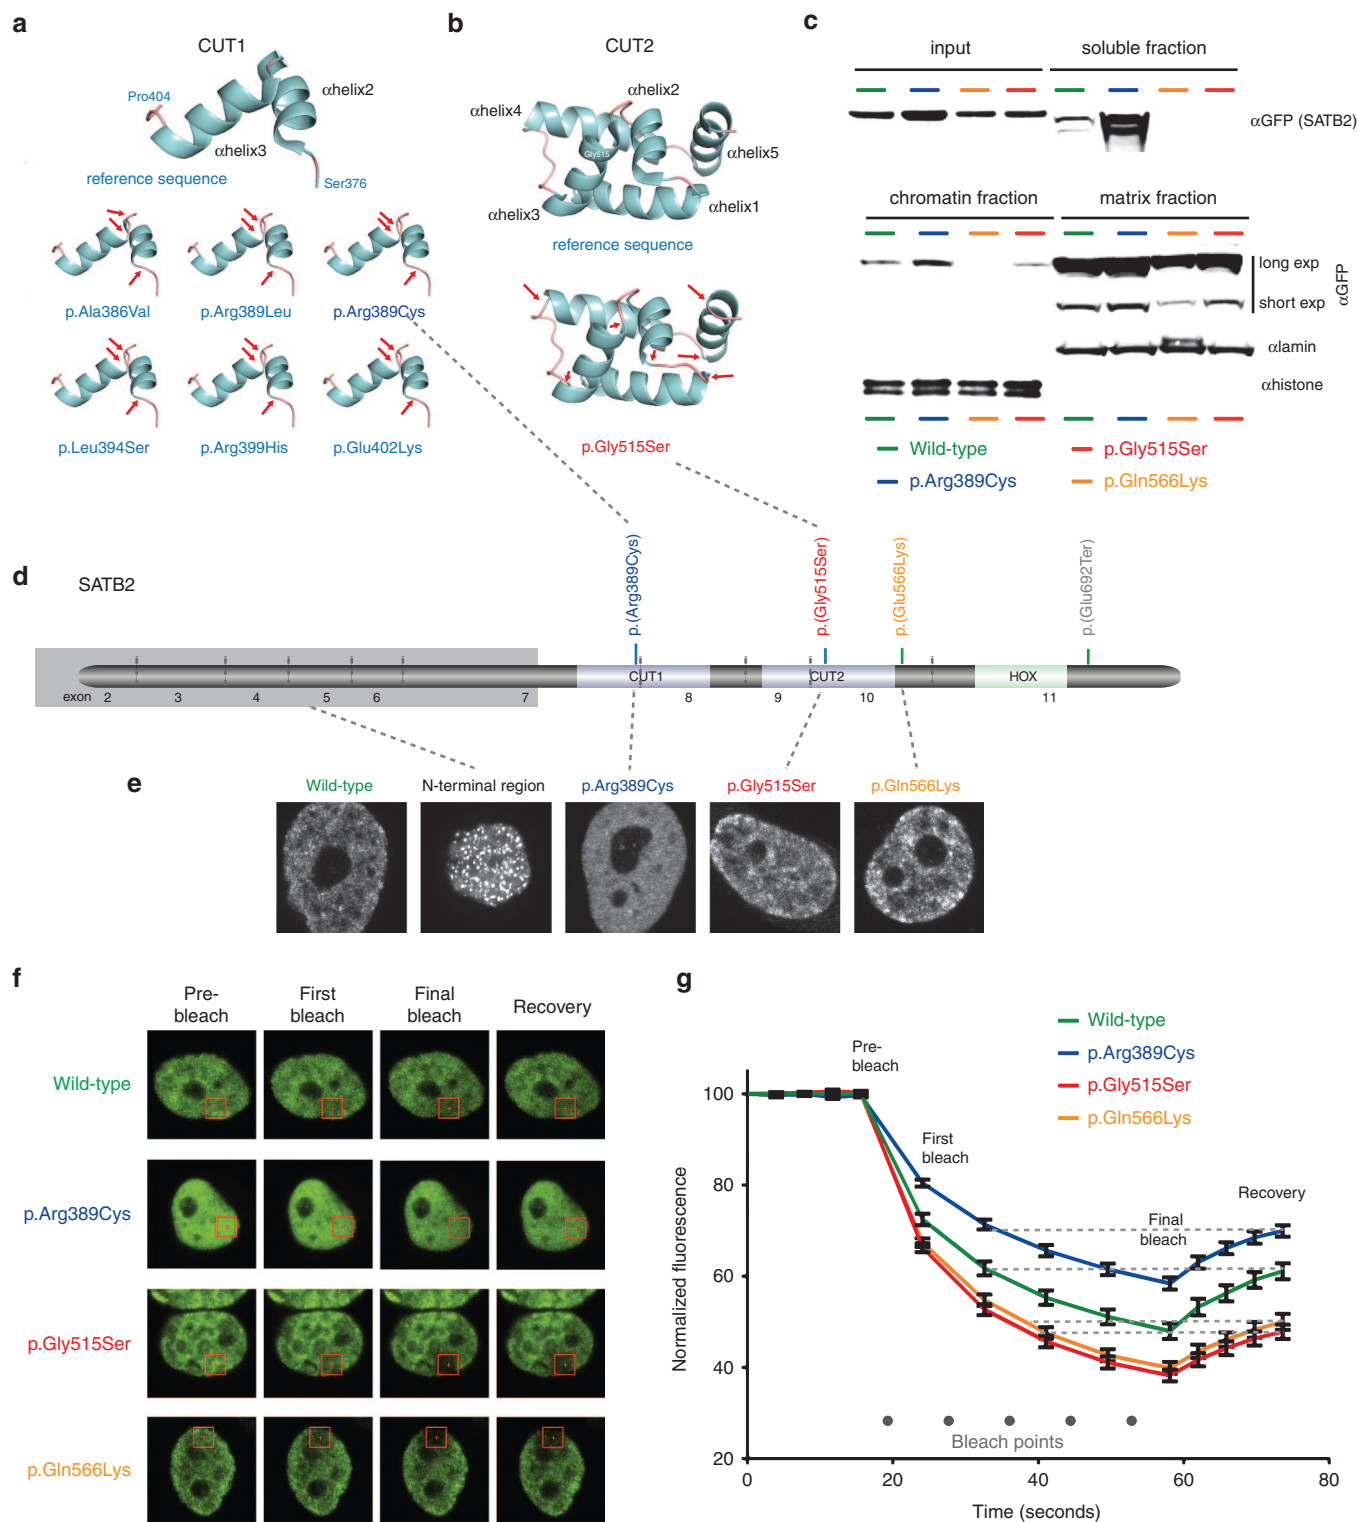 a
CUT1
Pro404
αhelix2
αhelix3
reference sequence
Ser376
p.Ala386Val
p.Arg389Leu
p.Arg389Cys
p.Leu394Ser
p.Arg399His
p.Glu402Lys
b
CUT2
αhelix4
αhelix2
Gly515
αhelix5
αhelix3
αhelix1
reference sequence
p.Gly515Ser
c
input
soluble fraction
αGFP (SATB2)
chromatin fraction
matrix fraction
long exp
short exp
αGFP
αlamin
αhistone
Wild-type
p.Gly515Ser
p.Arg389Cys
p.Gln566Lys
d
SATB2
p.(Arg389Cys)
p.(Gly515Ser)
p.(Glu566Lys)
p.(Glu692Ter)
CUT1
CUT2
HOX
exon 2 3 4 5 6 7 8 9 10 11
e
Wild-type
N-terminal region
p.Arg389Cys
p.Gly515Ser
p.Gln566Lys
f
Pre-
bleach
First
bleach
Final
bleach
Recovery
Wild-type
p.Arg389Cys
p.Gly515Ser
p.Gln566Lys
g
Wild-type
p.Arg389Cys
p.Gly515Ser
p.Gln566Lys
Pre-
bleach
First
bleach
Final
bleach
Recovery
Normalized fluorescence
100
80
60
40
20
Bleach points
0 20 40 60 80
Time (seconds)